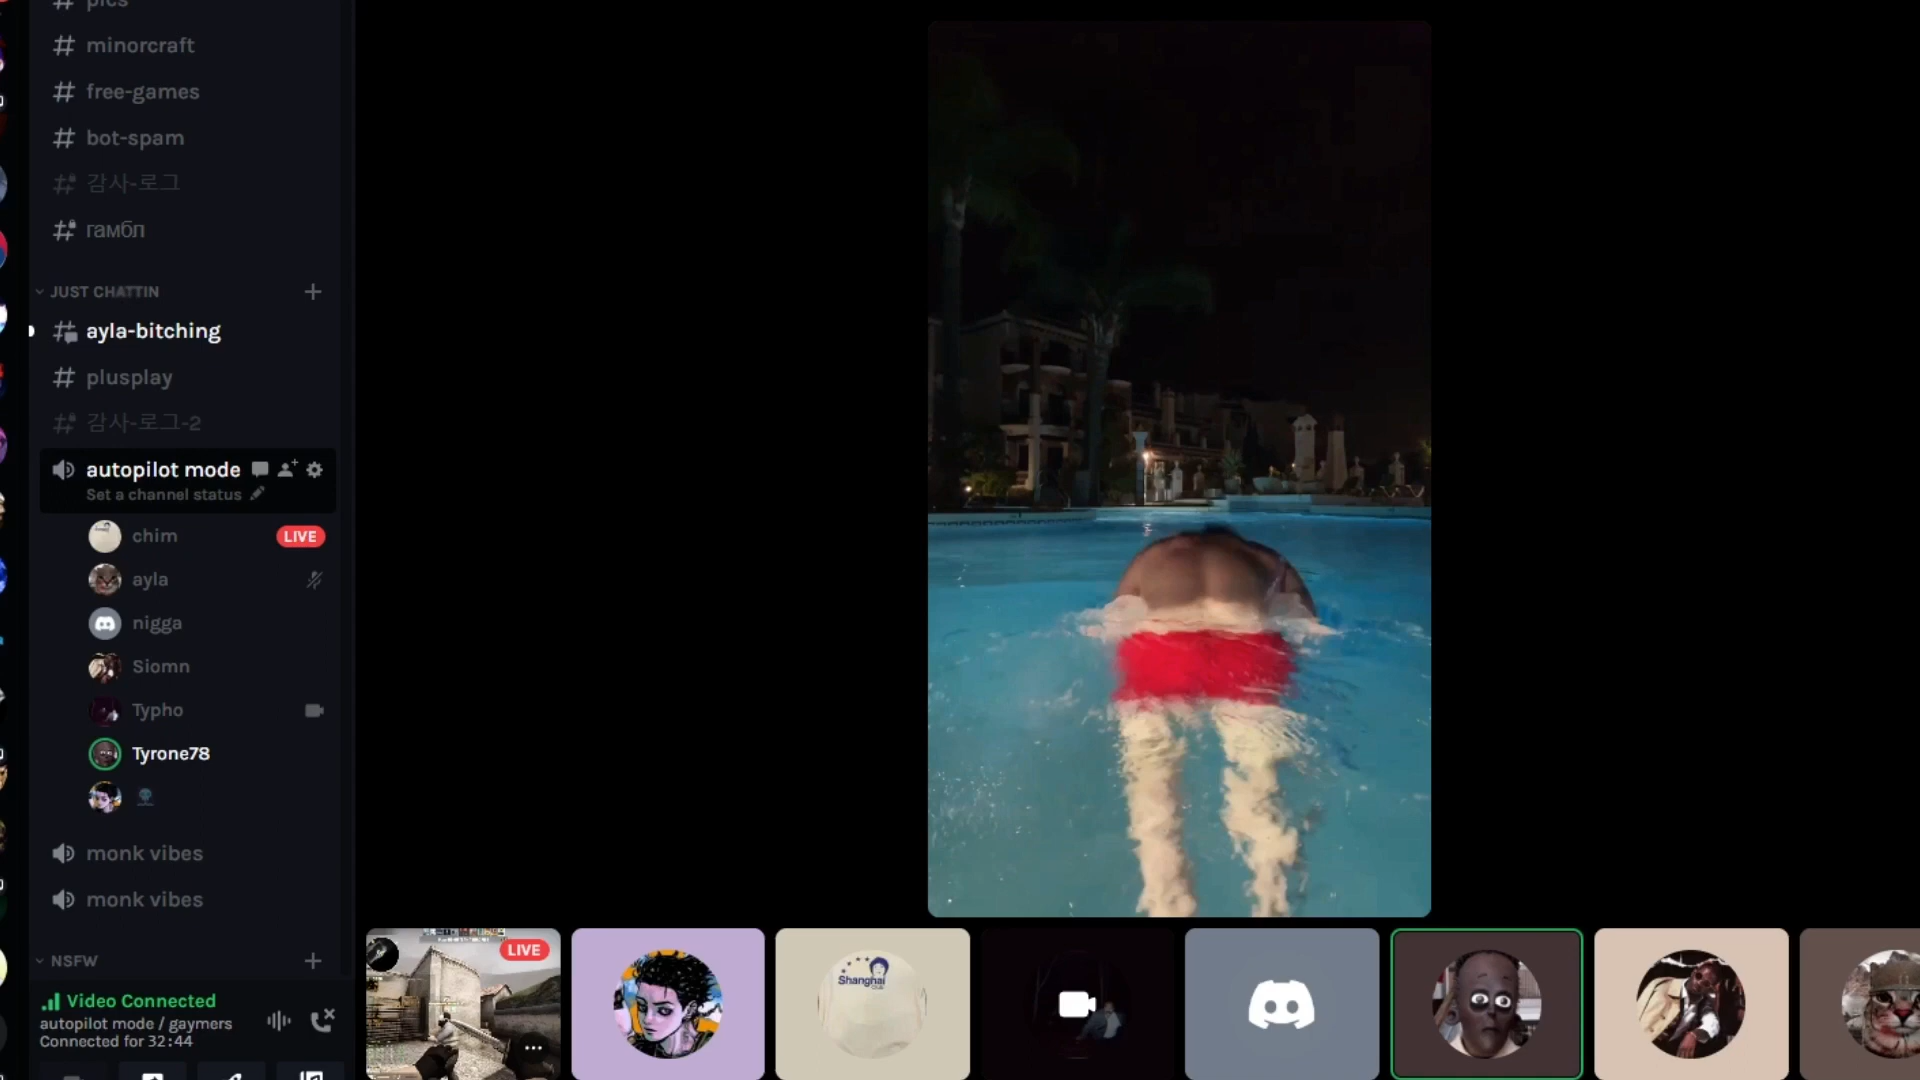 pics
minorcraft
free-games
bot-spam
감사-로그
гамбл
JUST CHATTIN
ayla-bitching
plusplay
감사-로그-2
autopilot mode
Set a channel status
chim
LIVE
ayla
nigga
Siomn
Typho
Tyrone78
monk vibes
monk vibes
NSFW
Video Connected
autopilot mode / gaymers
Connected for 32:44
LIVE
Shanghai